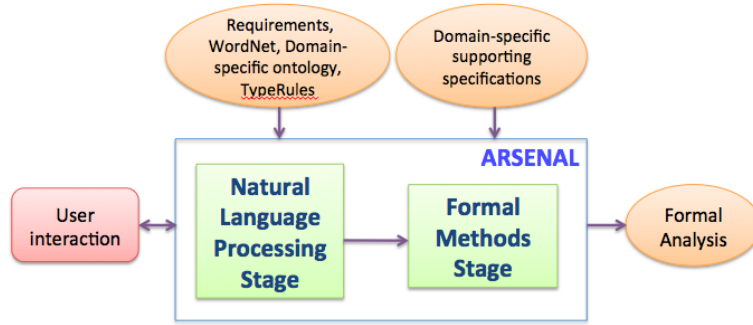 Requirements,
WordNet, Domain-
specific ontology,
TypeRules
Domain-specific
supporting
specifications
ARSENAL
User
interaction
Natural
Language
Processing
Stage
Formal
Methods
Stage
Formal
Analysis